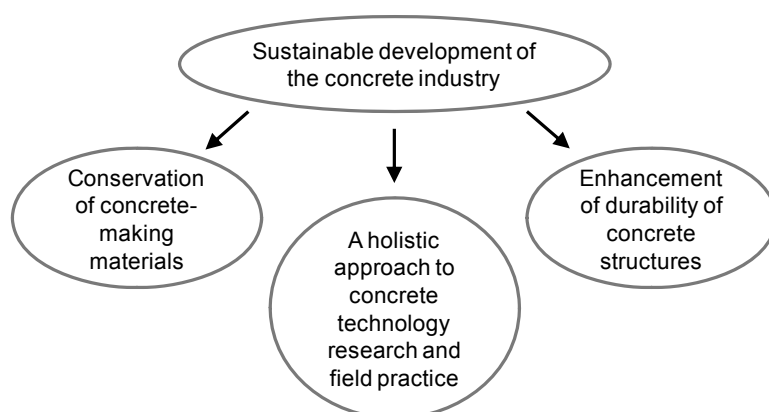 Sustainable development of
the concrete industry
Conservation
of concrete-
making
materials
A holistic
approach to
concrete
technology
research and
field practice
Enhancement
of durability of
concrete
structures